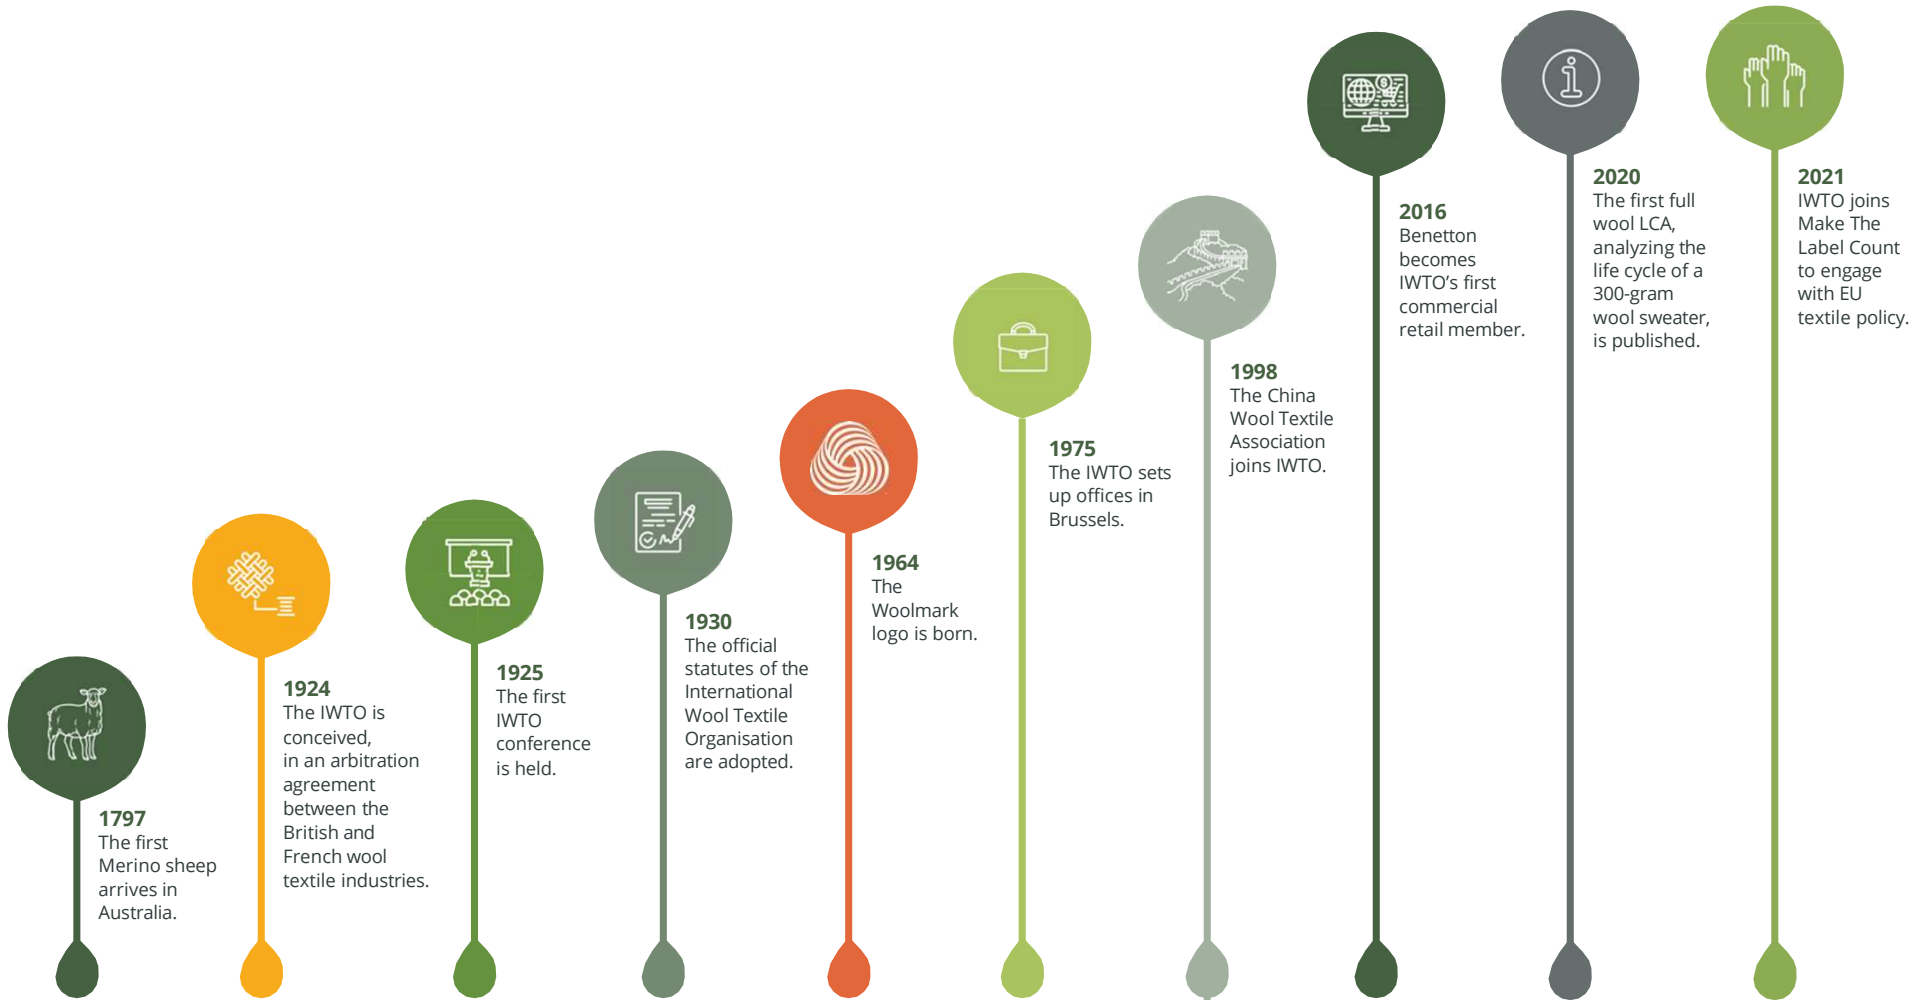 1797
The first
Merino sheep
arrives in
Australia.
1924
The IWTO is
conceived,
in an arbitration
agreement
between the
British and
French wool
textile industries.
1925
The first
IWTO
conference
is held.
1930
The official
statutes of the
International
Wool Textile
Organisation
are adopted.
1964
The
Woolmark
logo is born.
1975
The IWTO sets
up offices in
Brussels.
1998
The China
Wool Textile
Association
joins IWTO.
2016
Benetton
becomes
IWTO’s first
commercial
retail member.
2020
The first full
wool LCA,
analyzing the
life cycle of a
300-gram
wool sweater,
is published.
2021
IWTO joins
Make The
Label Count
to engage
with EU
textile policy.